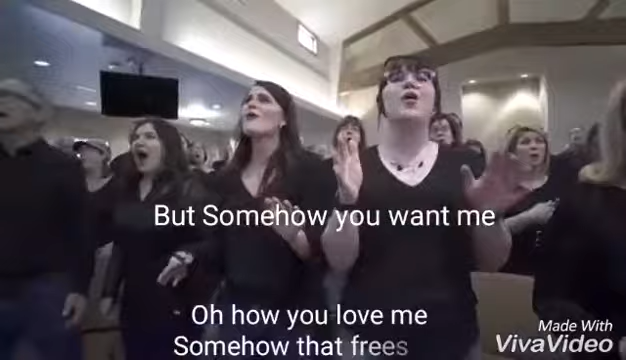 But Somehow you want me
Oh how you love me
Somehow that frees
Made With
VivaVideo